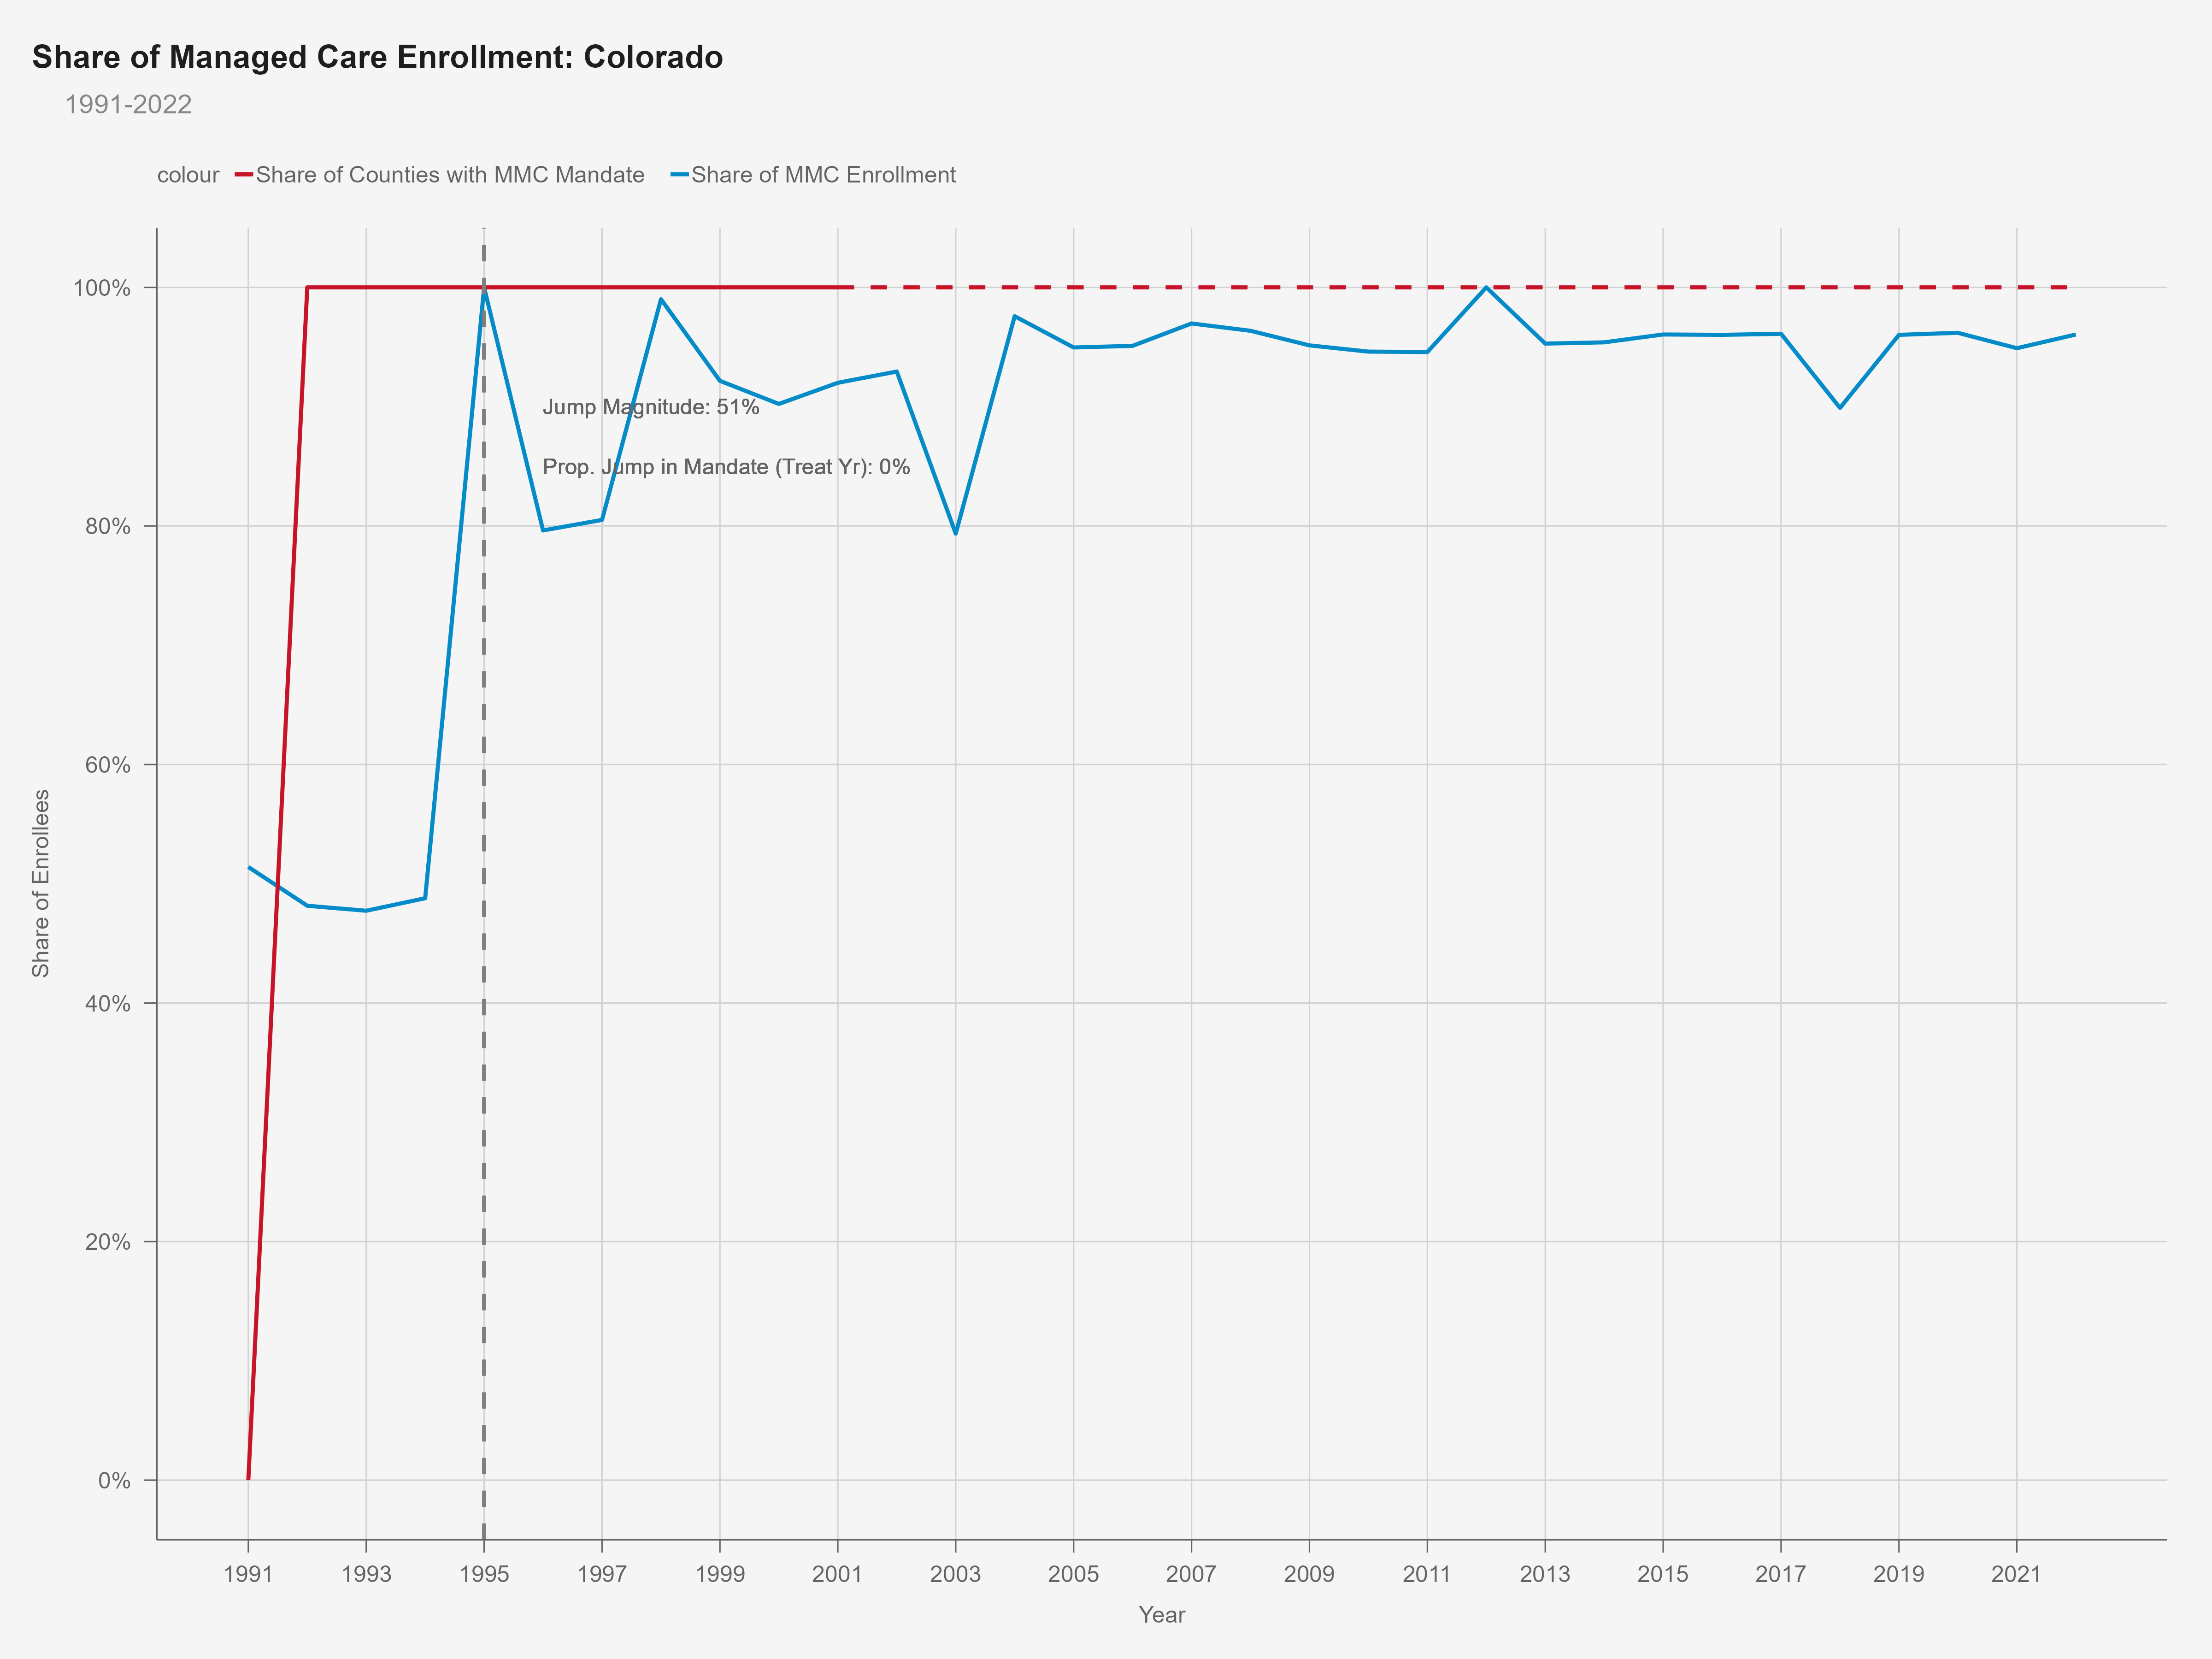 Share of Managed Care Enrollment: Colorado
1991-2022
colour Share of Counties with MMC Mandate Share of MMC Enrollment
100%
Jump Magnitude: 51%
Prop. Jump in Mandate (Treat Yr): 0%
80%
60%
40%
20%
0%
Share of Enrollees
1991 1993 1995 1997 1999 2001 2003 2005 2007 2009 2011 2013 2015 2017 2019 2021
Year